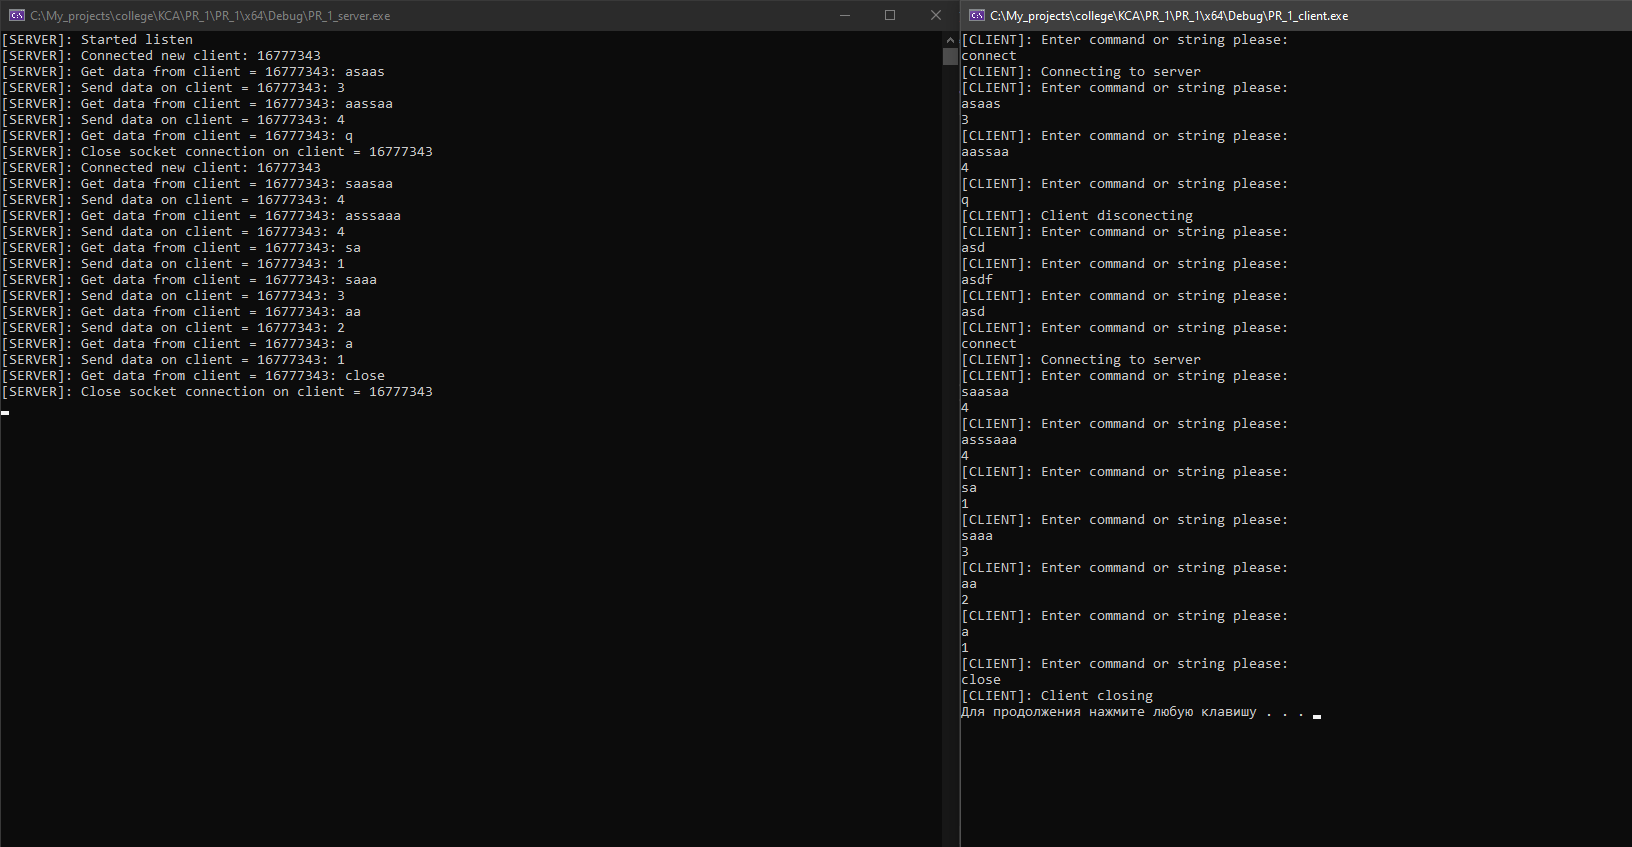 C:\My_projects\college\KCA\PR_1\PR_1\x64\Debug\PR_1_server.exe
[SERVER]: Started listen
[SERVER]: Connected new client: 16777343
[SERVER]: Get data from client = 16777343: asaas
[SERVER]: Send data on client = 16777343: 3
[SERVER]: Get data from client = 16777343: aassaa
[SERVER]: Send data on client = 16777343: 4
[SERVER]: Get data from client = 16777343: q
[SERVER]: Close socket connection on client = 16777343
[SERVER]: Connected new client: 16777343
[SERVER]: Get data from client = 16777343: saasaa
[SERVER]: Send data on client = 16777343: 4
[SERVER]: Get data from client = 16777343: asssaaa
[SERVER]: Send data on client = 16777343: 4
[SERVER]: Get data from client = 16777343: sa
[SERVER]: Send data on client = 16777343: 1
[SERVER]: Get data from client = 16777343: saaa
[SERVER]: Send data on client = 16777343: 3
[SERVER]: Get data from client = 16777343: aa
[SERVER]: Send data on client = 16777343: 2
[SERVER]: Get data from client = 16777343: a
[SERVER]: Send data on client = 16777343: 1
[SERVER]: Get data from client = 16777343: close
[SERVER]: Close socket connection on client = 16777343
C:\My_projects\college\KCA\PR_1\PR_1\x64\Debug\PR_1_client.exe
[CLIENT]: Enter command or string please:
connect
[CLIENT]: Connecting to server
[CLIENT]: Enter command or string please:
asaas
3
[CLIENT]: Enter command or string please:
aassaa
4
[CLIENT]: Enter command or string please:
q
[CLIENT]: Client disconecting
[CLIENT]: Enter command or string please:
asd
[CLIENT]: Enter command or string please:
asdf
[CLIENT]: Enter command or string please:
asd
[CLIENT]: Enter command or string please:
connect
[CLIENT]: Connecting to server
[CLIENT]: Enter command or string please:
saasaa
4
[CLIENT]: Enter command or string please:
asssaaa
4
[CLIENT]: Enter command or string please:
sa
1
[CLIENT]: Enter command or string please:
saaa
3
[CLIENT]: Enter command or string please:
aa
2
[CLIENT]: Enter command or string please:
a
1
[CLIENT]: Enter command or string please:
close
[CLIENT]: Client closing
Для продолжения нажмите любую клавишу . . .